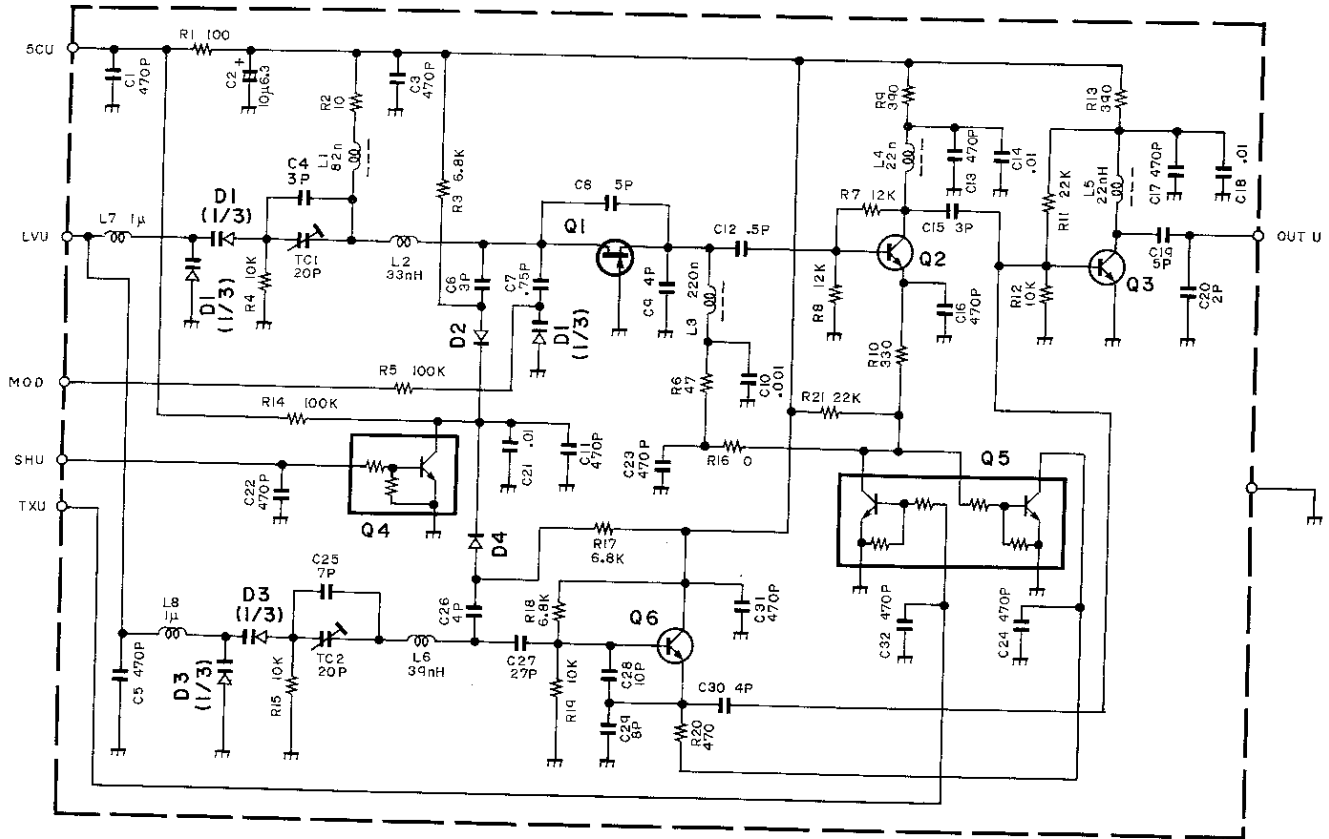 5CU
R1 100
C1
470P
C2
10μ6.3
+
R2
10
L1
82n
C3
470P
R3 6.8K
R9
390
L4
22n
C13 470P
C14
.01
R13
390
L5
22nH
C17 470P
C18 .01
R11 22K
C4
3P
C8 5P
R7 12K
L7 1μ
D1
(1/3)
LVU
Q1
C12 .5P
C15 3P
OUT U
TC1
20P
L2
33nH
Q2
C19
5P
D1
(1/3)
R4 10K
C6
3P
C7
.75P
C9 4P
L3
220n
R8 12K
C16
470P
R12
10K
Q3
C20
2P
D2
D1
(1/3)
R10
330
MOD
R5 100K
R6
47
C10
.001
R14 100K
R21 22K
SHU
C21 .01
C11
470P
C23
470P
R16 0
Q5
C22
470P
TXU
Q4
D4
R17
6.8K
C25
7P
L8
1μ
D3
(1/3)
C26
4P
R18
6.8K
Q6
C31
470P
C32 470P
C24 470P
TC2
20P
L6
39nH
C27
27P
C5 470P
D3
(1/3)
R15 10K
R19 10K
C28
10P
C30 4P
C29
8P
R20
470